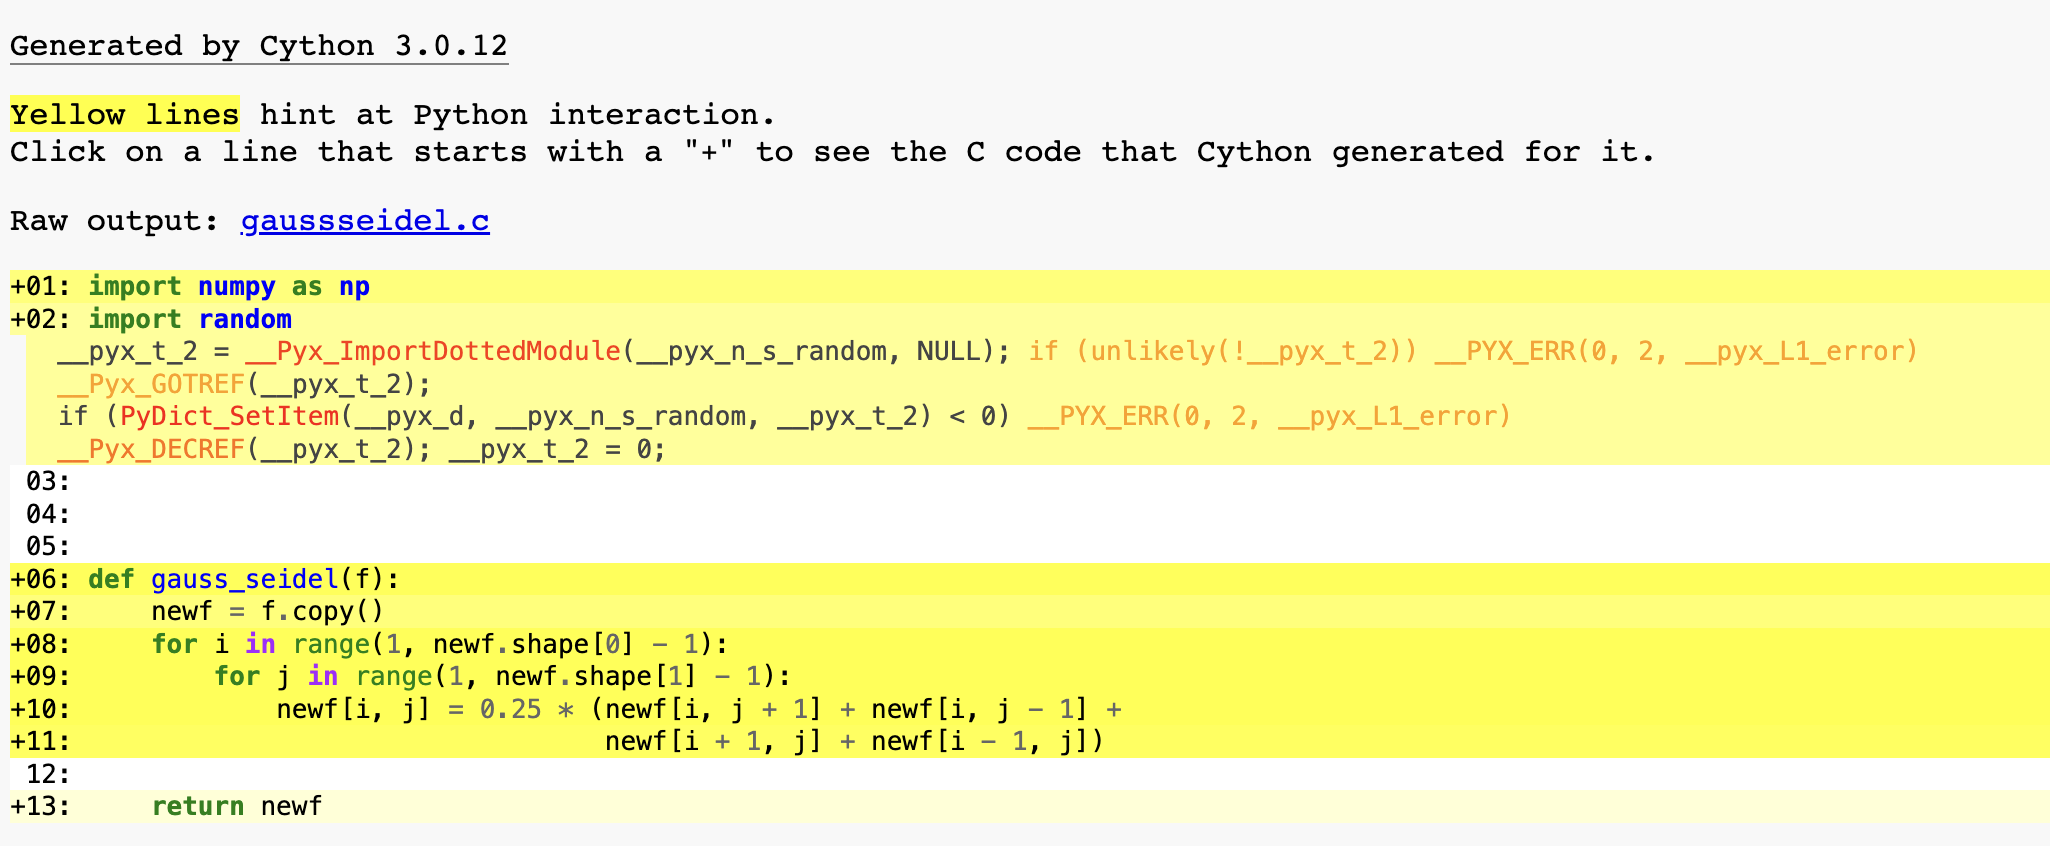 Generated by Cython 3.0.12
Yellow lines hint at Python interaction.
Click on a line that starts with a "+" to see the C code that Cython generated for it.
Raw output: gaussseidel.c
+01: import numpy as np
+02: import random
__pyx_t_2 = __Pyx_ImportDottedModule(__pyx_n_s_random, NULL); if (unlikely(!__pyx_t_2)) __PYX_ERR(0, 2, __pyx_L1_error)
__Pyx_GOTREF(__pyx_t_2);
if (PyDict_SetItem(__pyx_d, __pyx_n_s_random, __pyx_t_2) < 0) __PYX_ERR(0, 2, __pyx_L1_error)
__Pyx_DECREF(__pyx_t_2); __pyx_t_2 = 0;
03:
04:
05:
+06: def gauss_seidel(f):
+07:     newf = f.copy()
+08:     for i in range(1, newf.shape[0] - 1):
+09:         for j in range(1, newf.shape[1] - 1):
+10:             newf[i, j] = 0.25 * (newf[i, j + 1] + newf[i, j - 1] +
+11:                                  newf[i + 1, j] + newf[i - 1, j])
12:
+13:     return newf